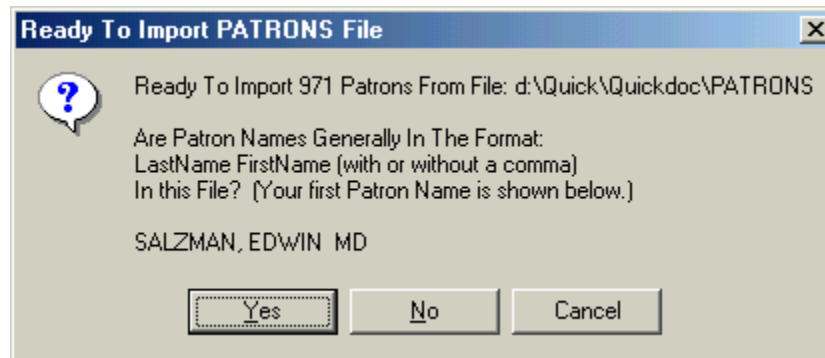 Ready To Import PATRONS File
Ready To Import 971 Patrons From File: d:\Quick\Quickdoc\PATRONS
Are Patron Names Generally In The Format:
LastName FirstName (with or without a comma)
In this File?  (Your first Patron Name is shown below.)
SALZMAN, EDWIN  MD
Yes
No
Cancel